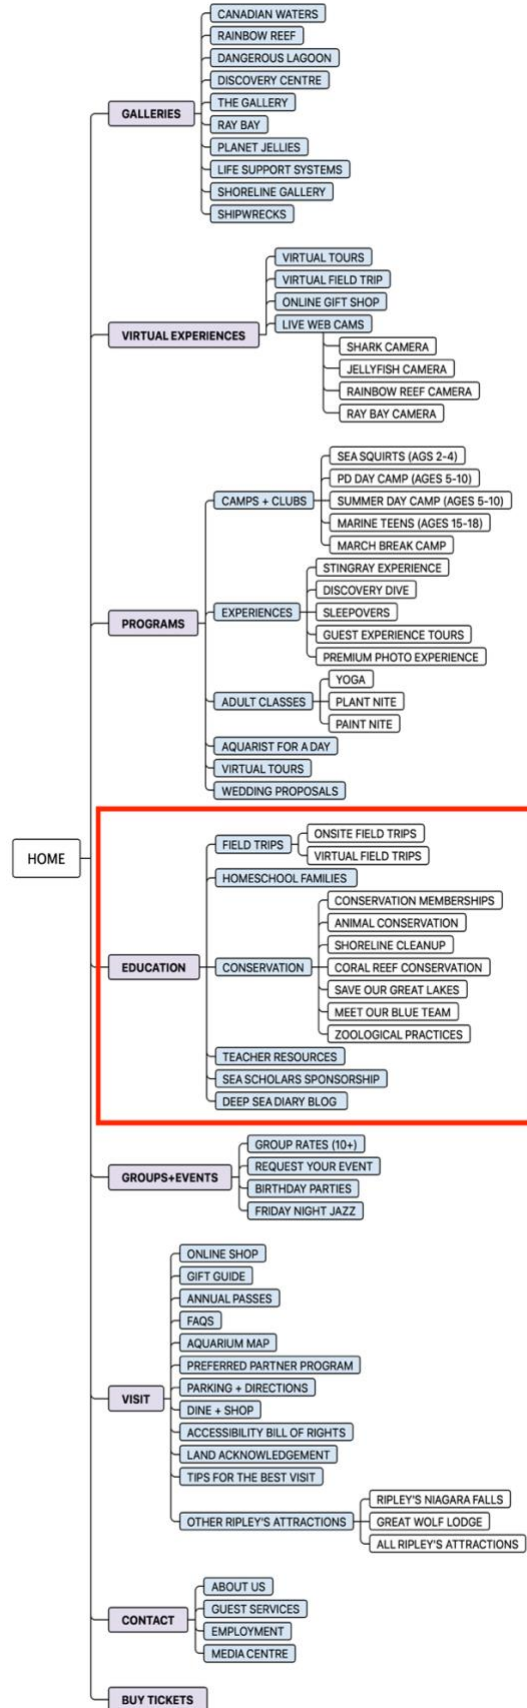 CANADIAN WATERS
RAINBOW REEF
DANGEROUS LAGOON
DISCOVERY CENTRE
GALLERIES
THE GALLERY
RAY BAY
PLANET JELLIES
LIFE SUPPORT SYSTEMS
SHORELINE GALLERY
SHIPWRECKS
VIRTUAL EXPERIENCES
VIRTUAL TOURS
VIRTUAL FIELD TRIP
ONLINE GIFT SHOP
LIVE WEB CAMS
SHARK CAMERA
JELLYFISH CAMERA
RAINBOW REEF CAMERA
RAY BAY CAMERA
PROGRAMS
CAMPS + CLUBS
SEA SQUIRTS (AGS 2-4)
PD DAY CAMP (AGES 5-10)
SUMMER DAY CAMP (AGES 5-10)
MARINE TEENS (AGES 15-18)
MARCH BREAK CAMP
EXPERIENCES
STINGRAY EXPERIENCE
DISCOVERY DIVE
SLEEPOVERS
GUEST EXPERIENCE TOURS
PREMIUM PHOTO EXPERIENCE
ADULT CLASSES
YOGA
PLANT NITE
PAINT NITE
AQUARIST FOR A DAY
VIRTUAL TOURS
WEDDING PROPOSALS
HOME
EDUCATION
FIELD TRIPS
ONSITE FIELD TRIPS
VIRTUAL FIELD TRIPS
HOMESCHOOL FAMILIES
CONSERVATION
CONSERVATION MEMBERSHIPS
ANIMAL CONSERVATION
SHORELINE CLEANUP
CORAL REEF CONSERVATION
SAVE OUR GREAT LAKES
MEET OUR BLUE TEAM
ZOOLOGICAL PRACTICES
TEACHER RESOURCES
SEA SCHOLARS SPONSORSHIP
DEEP SEA DIARY BLOG
GROUPS+EVENTS
GROUP RATES (10+)
REQUEST YOUR EVENT
BIRTHDAY PARTIES
FRIDAY NIGHT JAZZ
VISIT
ONLINE SHOP
GIFT GUIDE
ANNUAL PASSES
FAQS
AQUARIUM MAP
PREFERRED PARTNER PROGRAM
PARKING + DIRECTIONS
DINE + SHOP
ACCESSIBILITY BILL OF RIGHTS
LAND ACKNOWLEDGEMENT
TIPS FOR THE BEST VISIT
OTHER RIPLEY'S ATTRACTIONS
RIPLEY'S NIAGARA FALLS
GREAT WOLF LODGE
ALL RIPLEY'S ATTRACTIONS
CONTACT
ABOUT US
GUEST SERVICES
EMPLOYMENT
MEDIA CENTRE
BUY TICKETS